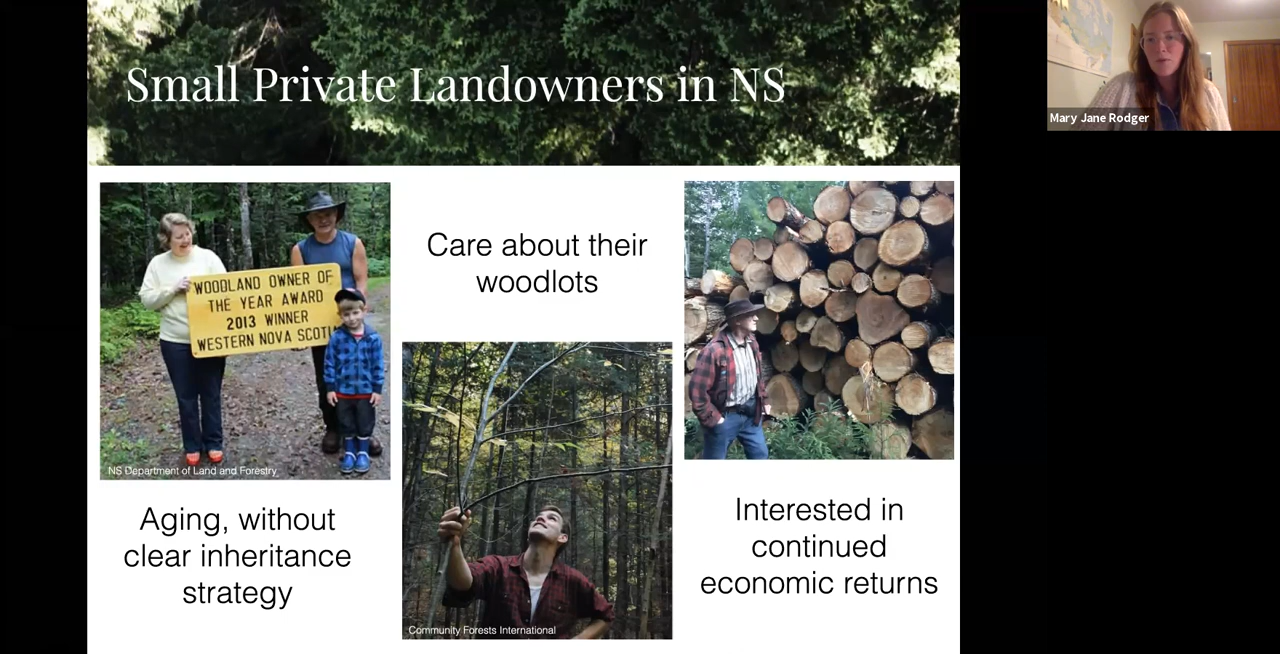 Small Private Landowners in NS
Mary Jane Rodger
WOODLAND OWNER OF
THE YEAR AWARD
2013 WINNER
WESTERN NOVA
NS Department of Land and Forestry
Aging, without
clear inheritance
strategy
Care about their
woodlots
Community Forests International
Interested in
continued
economic returns